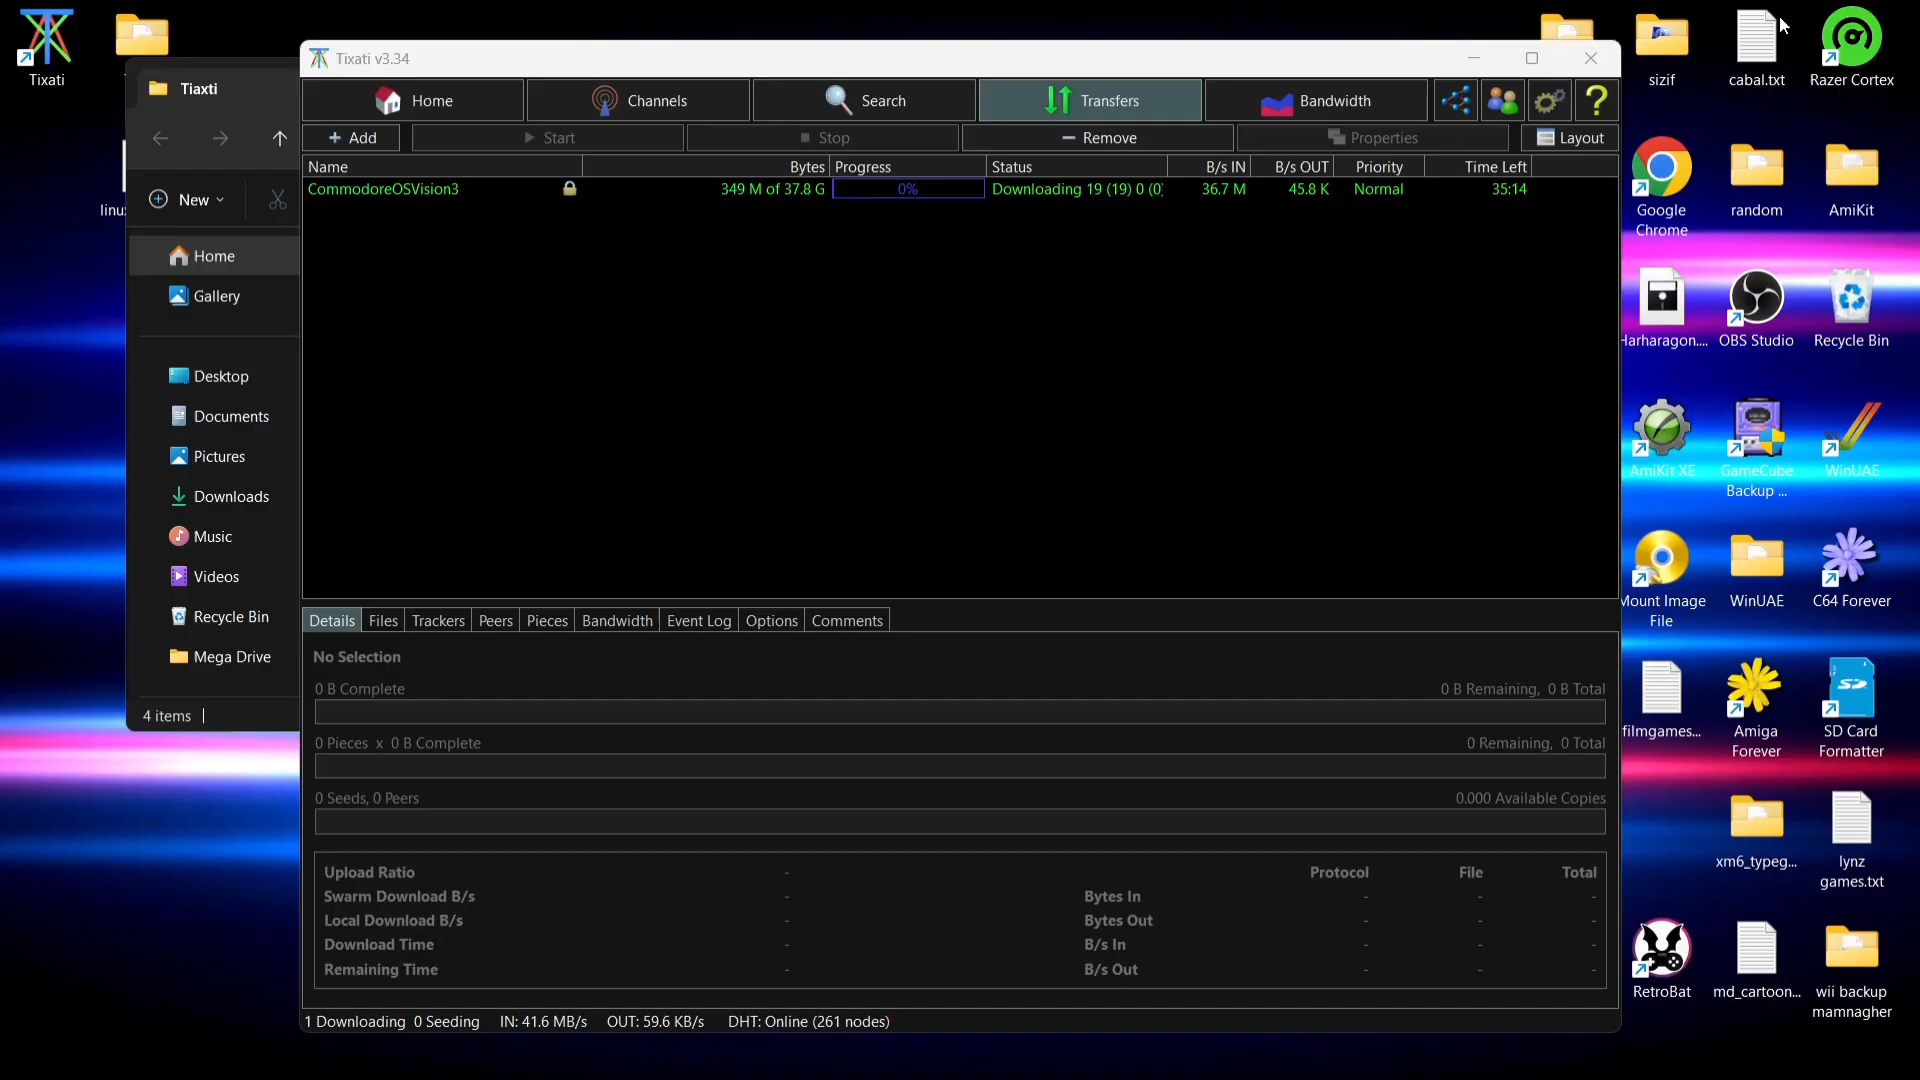 Tixati
Tiaxti
New
Home
Gallery
Desktop
Documents
Pictures
Downloads
Music
Videos
Recycle Bin
Mega Drive
4 items
Tixati v3.34
Home
Channels
Search
Transfers
Bandwidth
?
+ Add
Start
Stop
Remove
Properties
Layout
Name Bytes Progress Status B/s IN B/s OUT Priority Time Left
CommodoreOSVision3 349 M of 37.8 G 0% Downloading 19 (19) 0 (0) 36.7 M 45.8 K Normal 35:14
Details Files Trackers Peers Pieces Bandwidth Event Log Options Comments
No Selection
0 B Complete 0 B Remaining, 0 B Total
0 Pieces x 0 B Complete 0 Remaining, 0 Total
0 Seeds, 0 Peers 0.000 Available Copies
Upload Ratio - Protocol File Total
Swarm Download B/s - Bytes In - - -
Local Download B/s - Bytes Out - - -
Download Time - B/s In - - -
Remaining Time - B/s Out - - -
1 Downloading 0 Seeding IN: 41.6 MB/s OUT: 59.6 KB/s DHT: Online (261 nodes)
sizif
cabal.txt
Razer Cortex
Google
Chrome
random
AmiKit
Harharagon....
OBS Studio
Recycle Bin
AmiKit XE
GameCube
Backup ...
WinUAE
Mount Image
File
WinUAE
C64 Forever
filmgames...
Amiga
Forever
SD Card
Formatter
xm6_typeg...
lynz
games.txt
RetroBat
md_cartoon...
wii backup
mamnagher